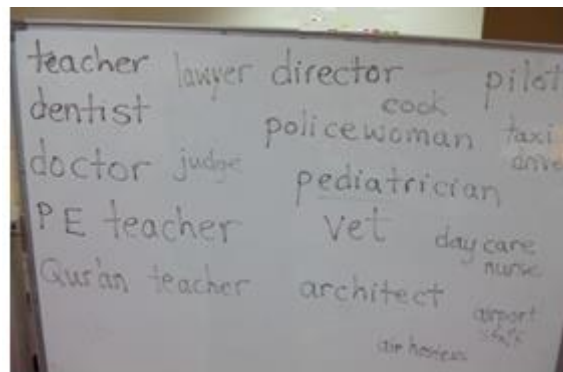 teacher lawyer director pilot
dentist cook
policewoman taxi
doctor judge driver
pediatrician
PE teacher vet day care
nurse
Qur'an teacher architect airport
staff
air hostess